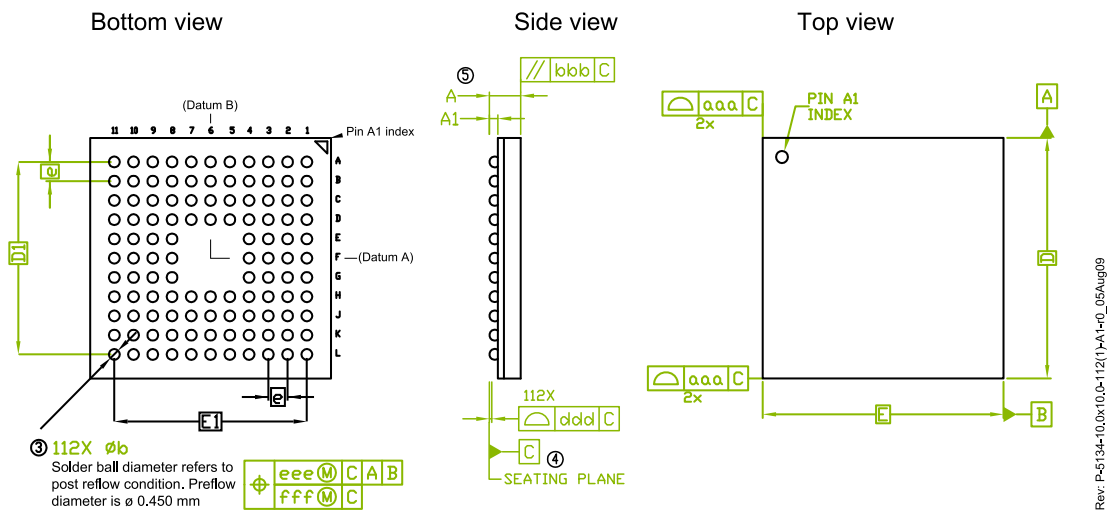 Bottom view
Side view
Top view
(Datum B)
11 10 9 8 7 6 5 4 3 2 1
Pin A1 index
A
B
C
D
E
F
(Datum A)
G
H
J
K
L
e
D1
e
E1
③ 112X Øb
Solder ball diameter refers to
post reflow condition. Preflow
diameter is ø 0.450 mm
eee Ⓜ C A B
fff Ⓜ C
⑤
// bbb C
A
A1
112X
ddd C
C ④
SEATING PLANE
aaa C
2x
PIN A1
INDEX
A
D
aaa C
2x
E
B
Rev: P-5134-10.0x10.0-112(1)-A1-r0_05Aug09